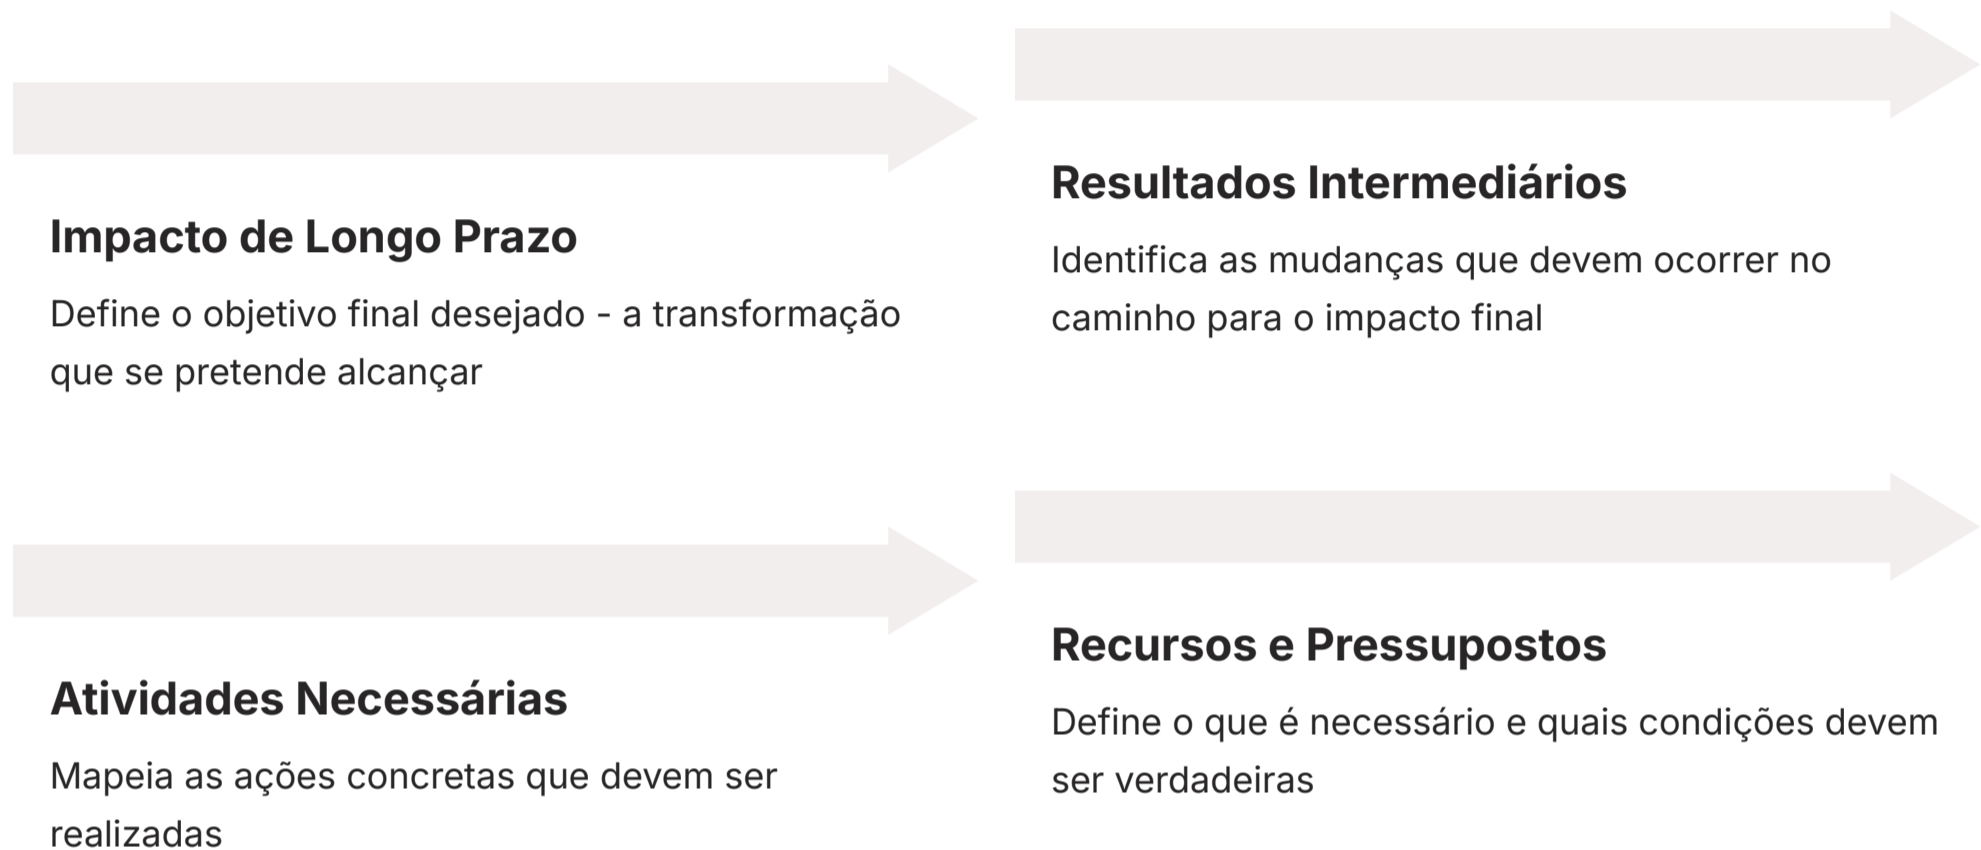 Impacto de Longo Prazo
Define o objetivo final desejado - a transformação
que se pretende alcançar
Resultados Intermediários
Identifica as mudanças que devem ocorrer no
caminho para o impacto final
Atividades Necessárias
Mapeia as ações concretas que devem ser
realizadas
Recursos e Pressupostos
Define o que é necessário e quais condições devem
ser verdadeiras